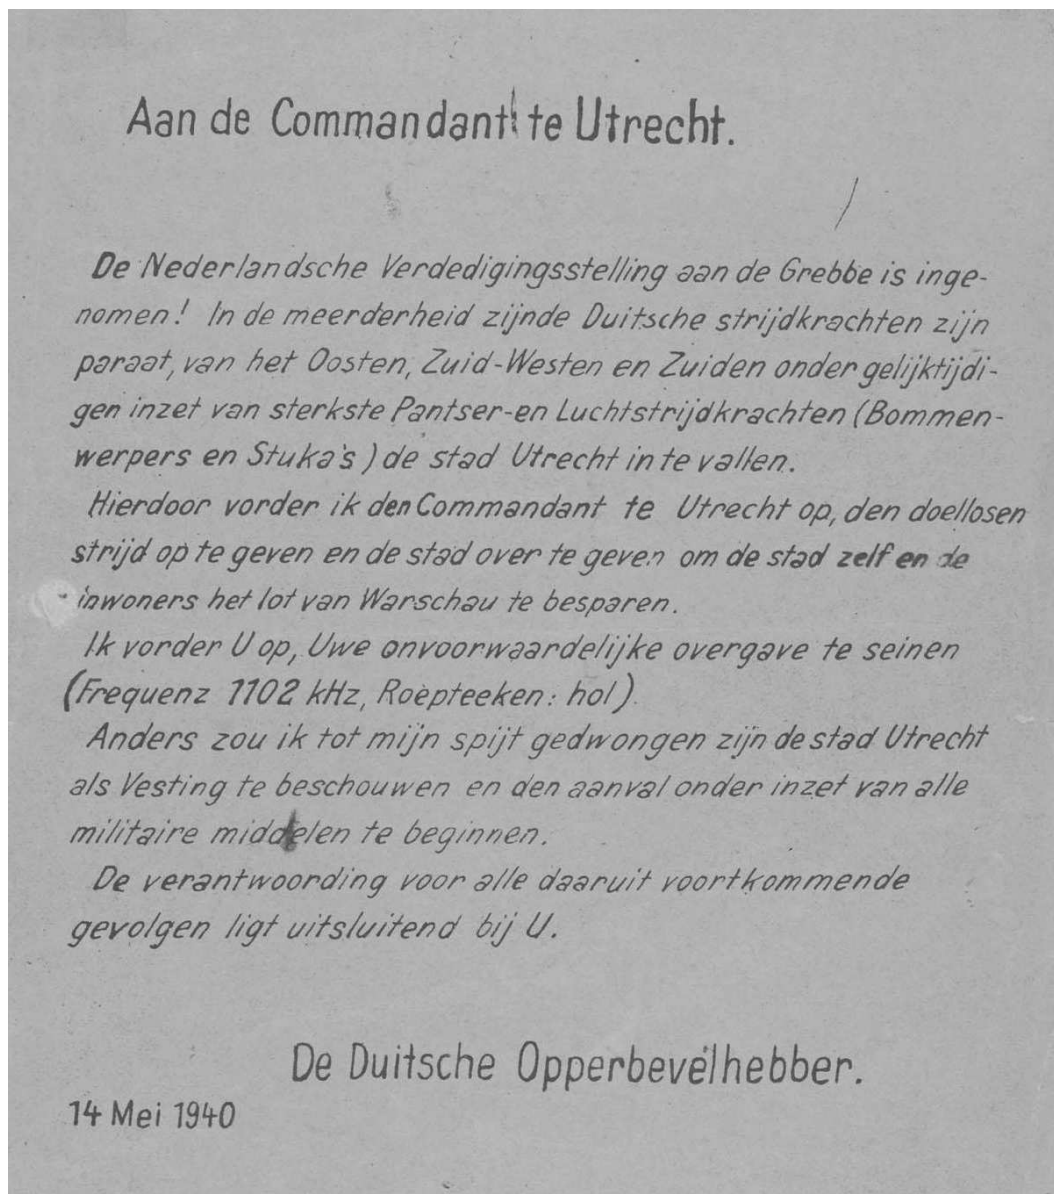 Aan de Commandant te Utrecht.
De Nederlandsche Verdedigingsstelling aan de Grebbe is inge-
nomen! In de meerderheid zijnde Duitsche strijdkrachten zijn
paraat, van het Oosten, Zuid-Westen en Zuiden onder gelijktijdi-
gen inzet van sterkste Pantser-en Luchtstrijdkrachten (Bommen-
werpers en Stuka's) de stad Utrecht in te vallen.
Hierdoor vorder ik den Commandant te Utrecht op, den doellosen
strijd op te geven en de stad over te geven om de stad zelf en de
inwoners het lot van Warschau te besparen.
Ik vorder U op, Uwe onvoorwaardelijke overgave te seinen
(Frequenz 1102 kHz, Roepteeken: hol)
Anders zou ik tot mijn spijt gedwongen zijn de stad Utrecht
als Vesting te beschouwen en den aanval onder inzet van alle
militaire middelen te beginnen.
De verantwoording voor alle daaruit voortkommende
gevolgen ligt uitsluitend bij U.
De Duitsche Opperbevelhebber.
14 Mei 1940